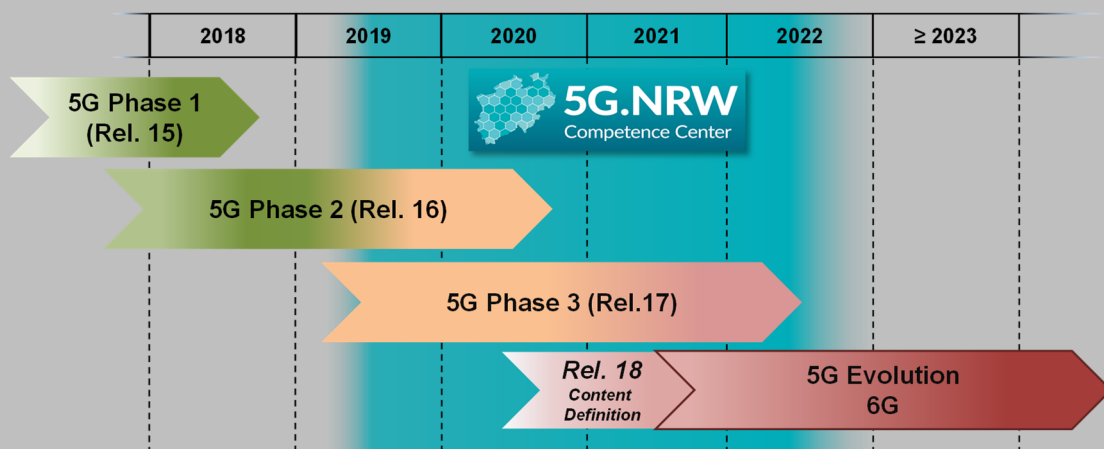 2018 2019 2020 2021 2022 ≥ 2023
5G.NRW
Competence Center
5G Phase 1
(Rel. 15)
5G Phase 2 (Rel. 16)
5G Phase 3 (Rel.17)
Rel. 18
Content
Definition
5G Evolution
6G